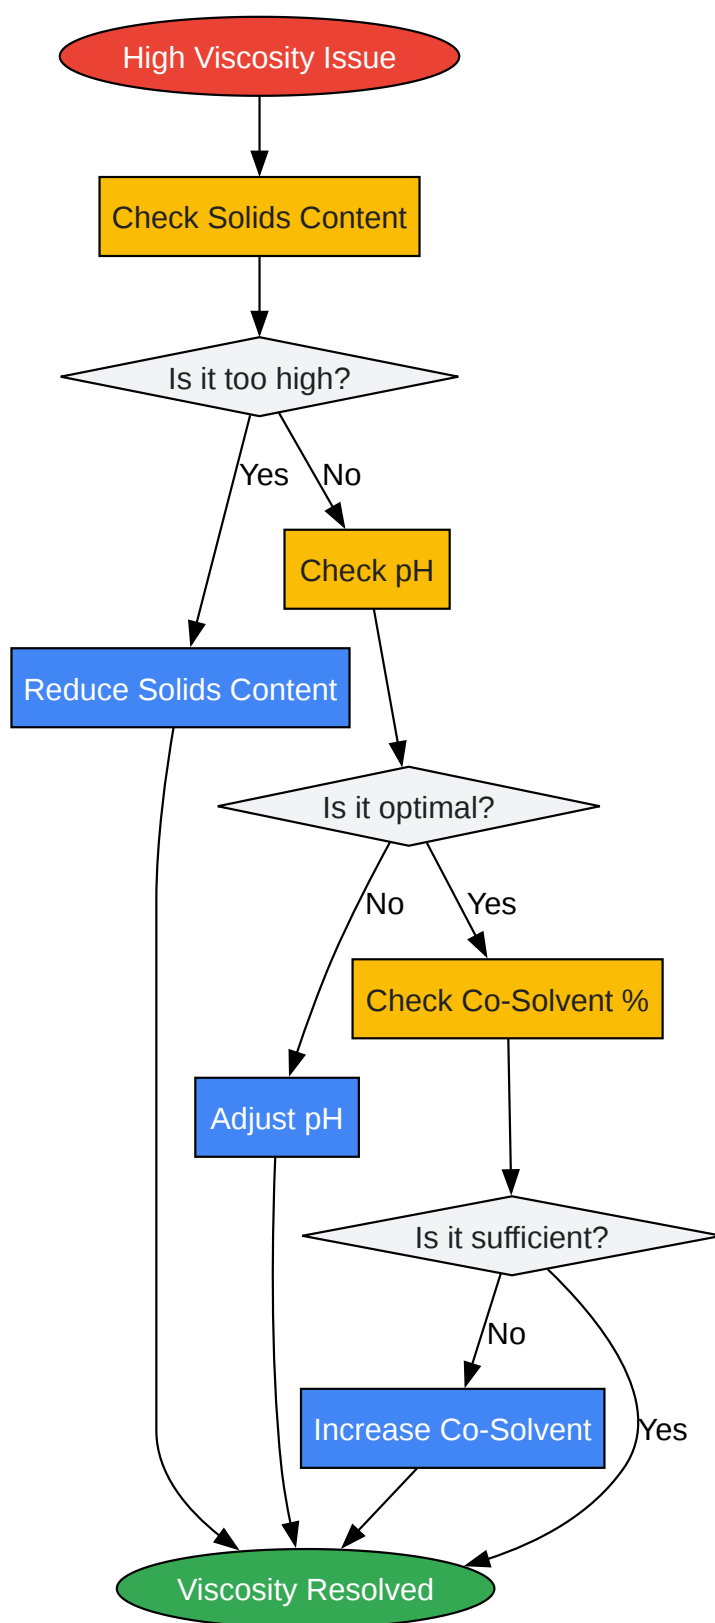 High Viscosity Issue
Check Solids Content
Is it too high?
Yes
No
Check pH
Reduce Solids Content
Is it optimal?
No
Yes
Check Co-Solvent %
Adjust pH
Is it sufficient?
No
Increase Co-Solvent
Yes
Viscosity Resolved